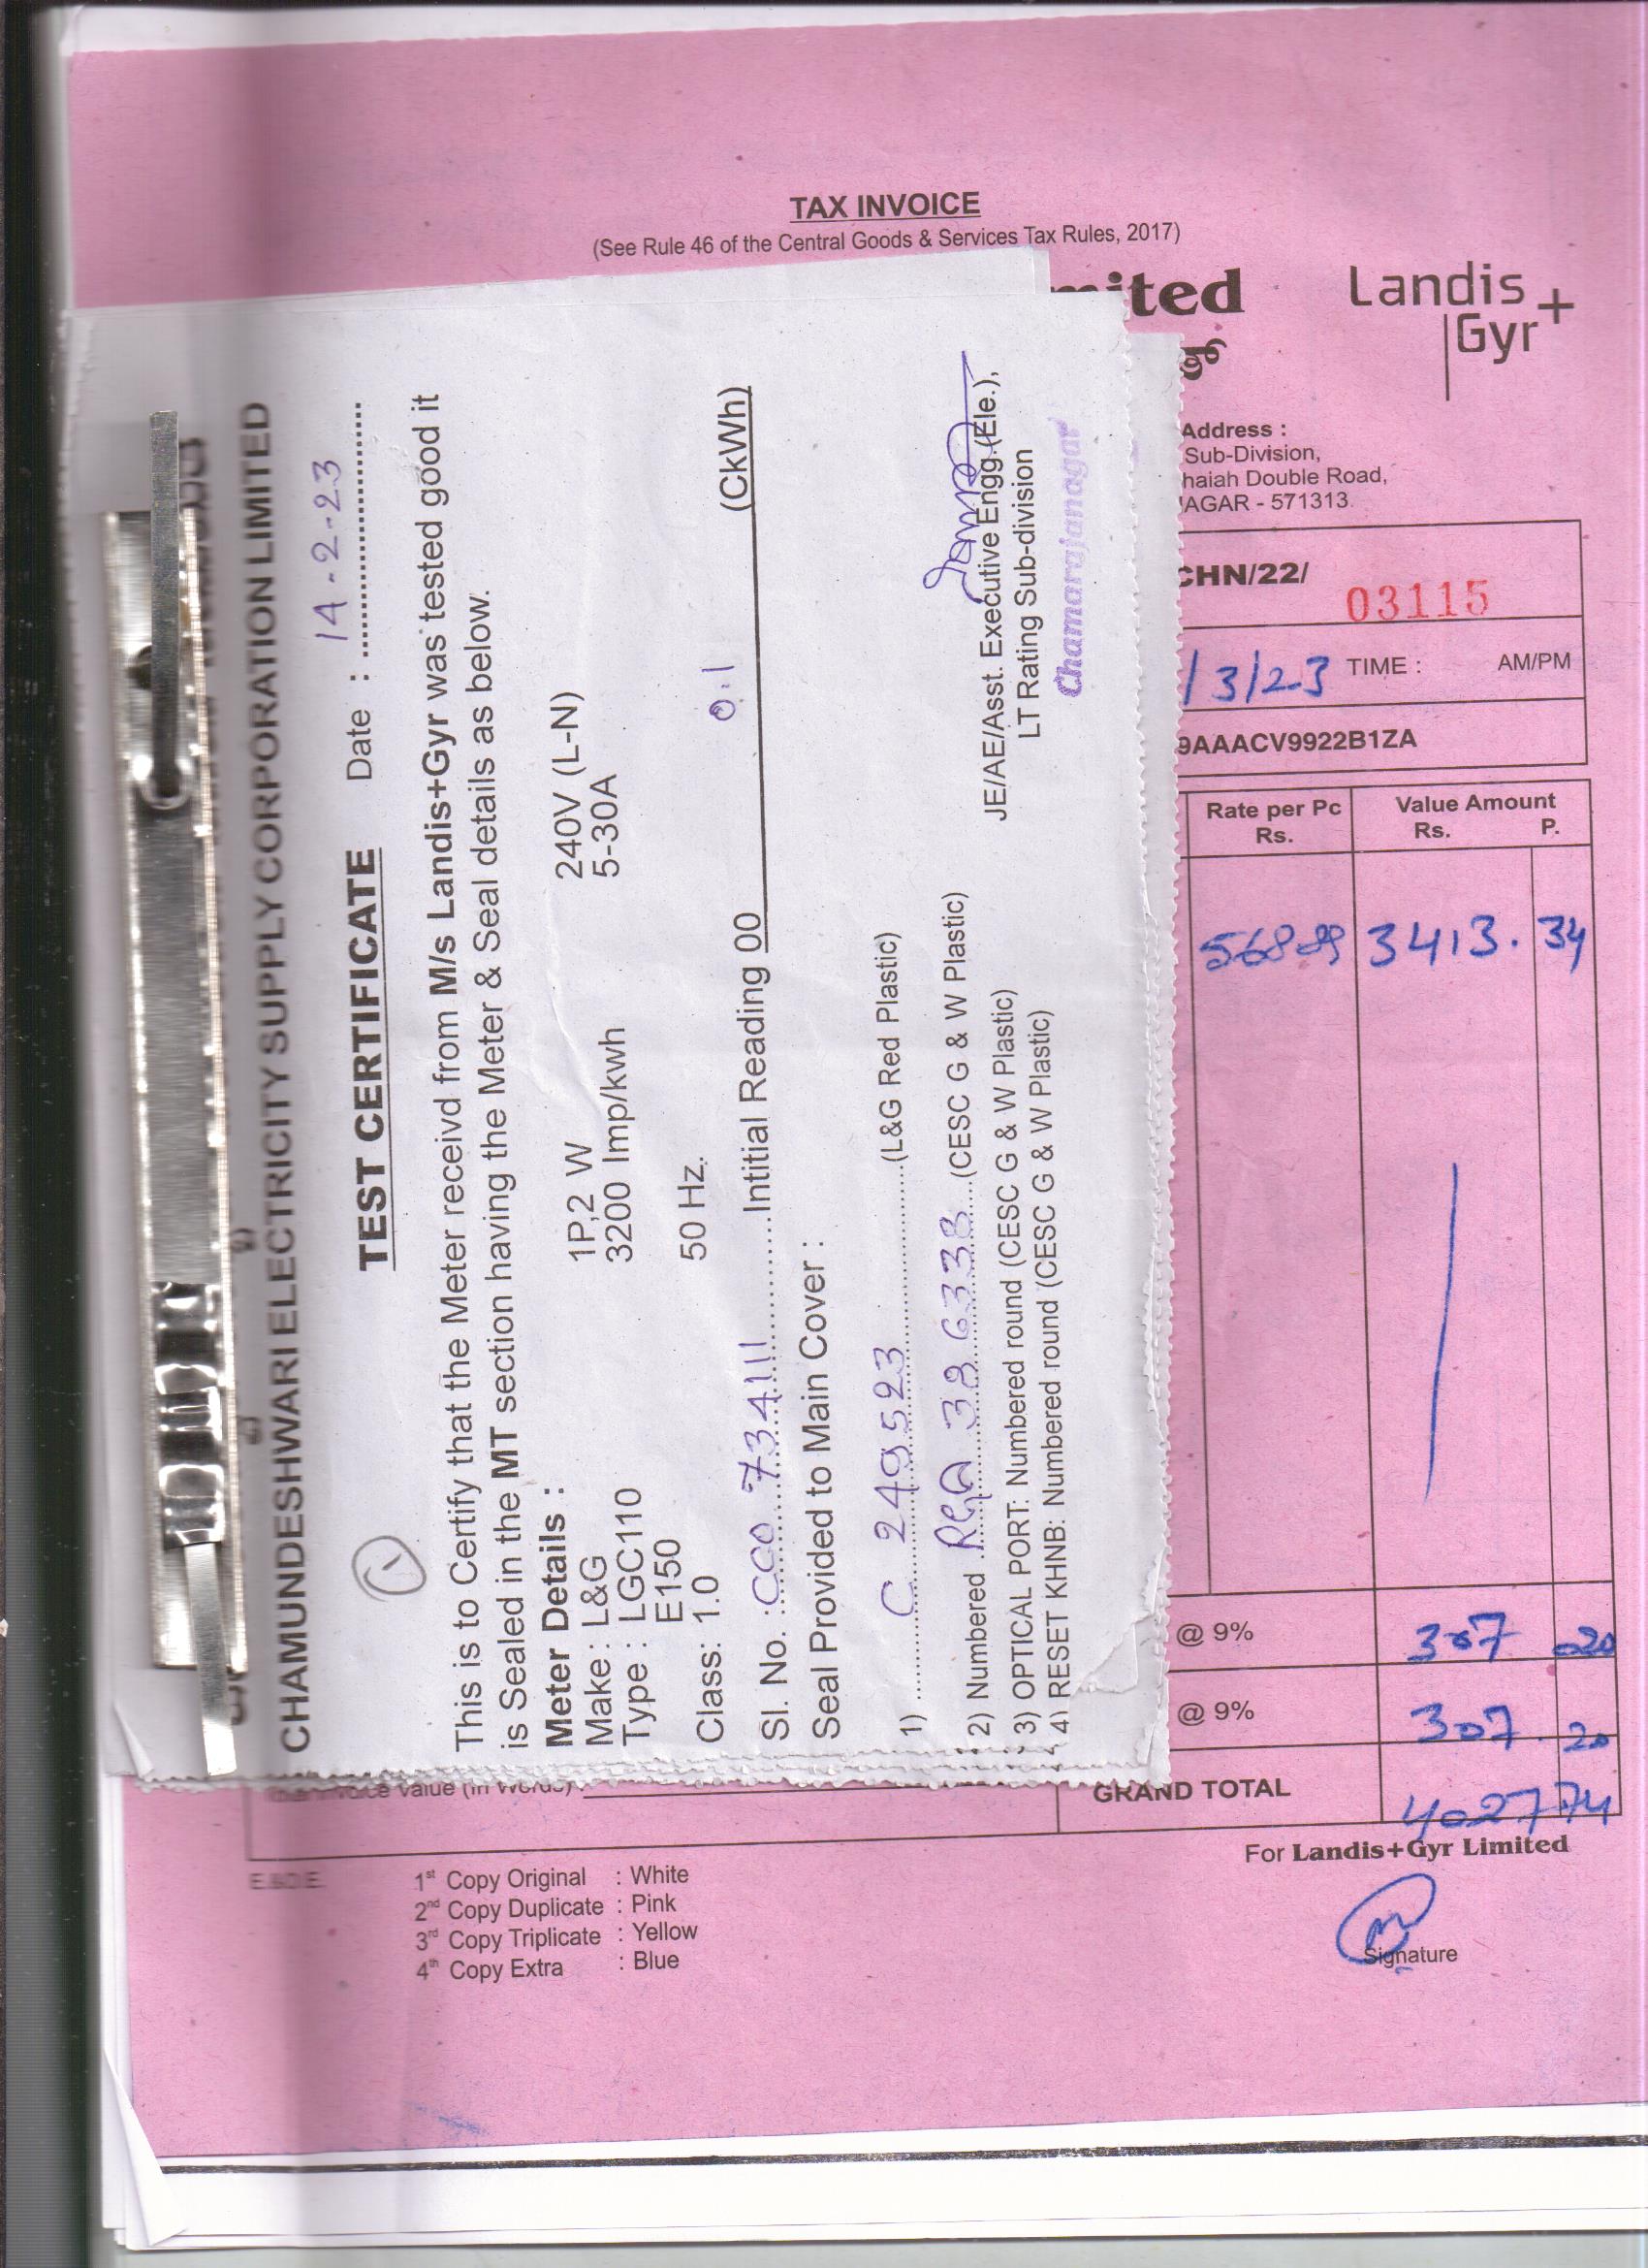 TAX INVOICE
(See Rule 46 of the Central Goods & Services Tax Rules, 2017)
mited
Landis
Gyr+
Address :
Sub-Division,
haiah Double Road,
AGAR - 571313.
CHN/22/
03115
/3/23 TIME : AM/PM
9AAACV9922B1ZA
Rate per Pc Value Amount
Rs. Rs. P.
568.89 3413. 34
@ 9% 307 .20
@ 9% 307. 20
Value (In Words)
GRAND TOTAL 4027 74
For Landis+Gyr Limited
Signature
E.&O.E.
1st Copy Original : White
2nd Copy Duplicate : Pink
3rd Copy Triplicate : Yellow
4th Copy Extra : Blue
CHAMUNDESHWARI ELECTRICITY SUPPLY CORPORATION LIMITED
TEST CERTIFICATE Date : 14-2-23
This is to Certify that the Meter receivd from M/s Landis+Gyr was tested good it
is Sealed in the MT section having the Meter & Seal details as below.
Meter Details :
Make : L&G 1P,2 W 240V (L-N)
Type : LGC110 3200 Imp/kwh 5-30A
E150
Class: 1.0 50 Hz.
Sl. No. : Intitial Reading 00 0.1 (CkWh)
Seal Provided to Main Cover :
1) C 249523 (L&G Red Plastic)
2) Numbered (CESC G & W Plastic)
3) OPTICAL PORT: Numbered round (CESC G & W Plastic)
4) RESET KHNB: Numbered round (CESC G & W Plastic)
JE/AE/Asst. Executive Engg.(Ele.),
LT Rating Sub-division
Chamarajanagar